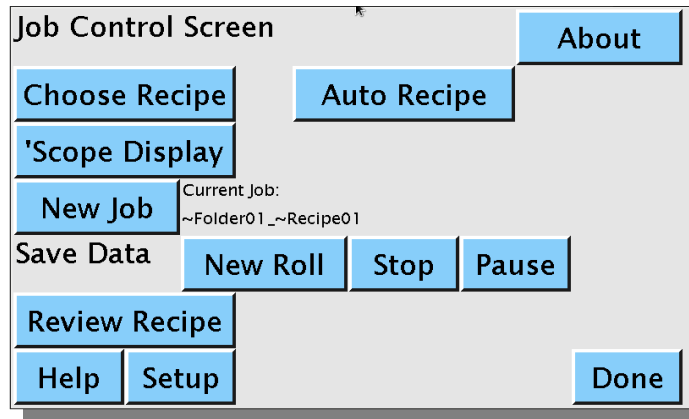 Job Control Screen
About
Choose Recipe
Auto Recipe
'Scope Display
New Job
Current Job:
~Folder01_~Recipe01
Save Data
New Roll
Stop
Pause
Review Recipe
Help
Setup
Done